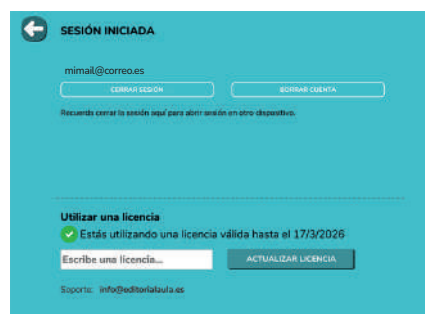 SESIÓN INICIADA
mimail@correo.es
CERRAR SESIÓN
BORRAR CUENTA
Recuerda cerrar la sesión aquí para abrir sesión en otro dispositivo.
Utilizar una licencia
Estás utilizando una licencia válida hasta el 17/3/2026
Escribe una licencia...
ACTUALIZAR LICENCIA
Soporte: info@editorialaula.es